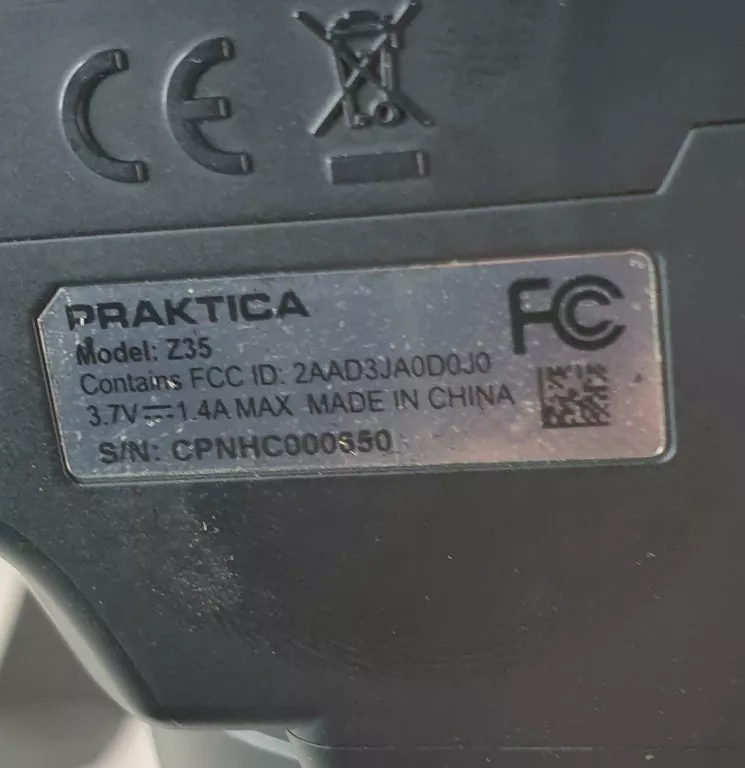 CE
PRAKTICA
FC
Model: Z35
Contains FCC ID: 2AAD3JA0D0J0
3.7V⎓1.4A MAX MADE IN CHINA
S/N: CPNHC000550